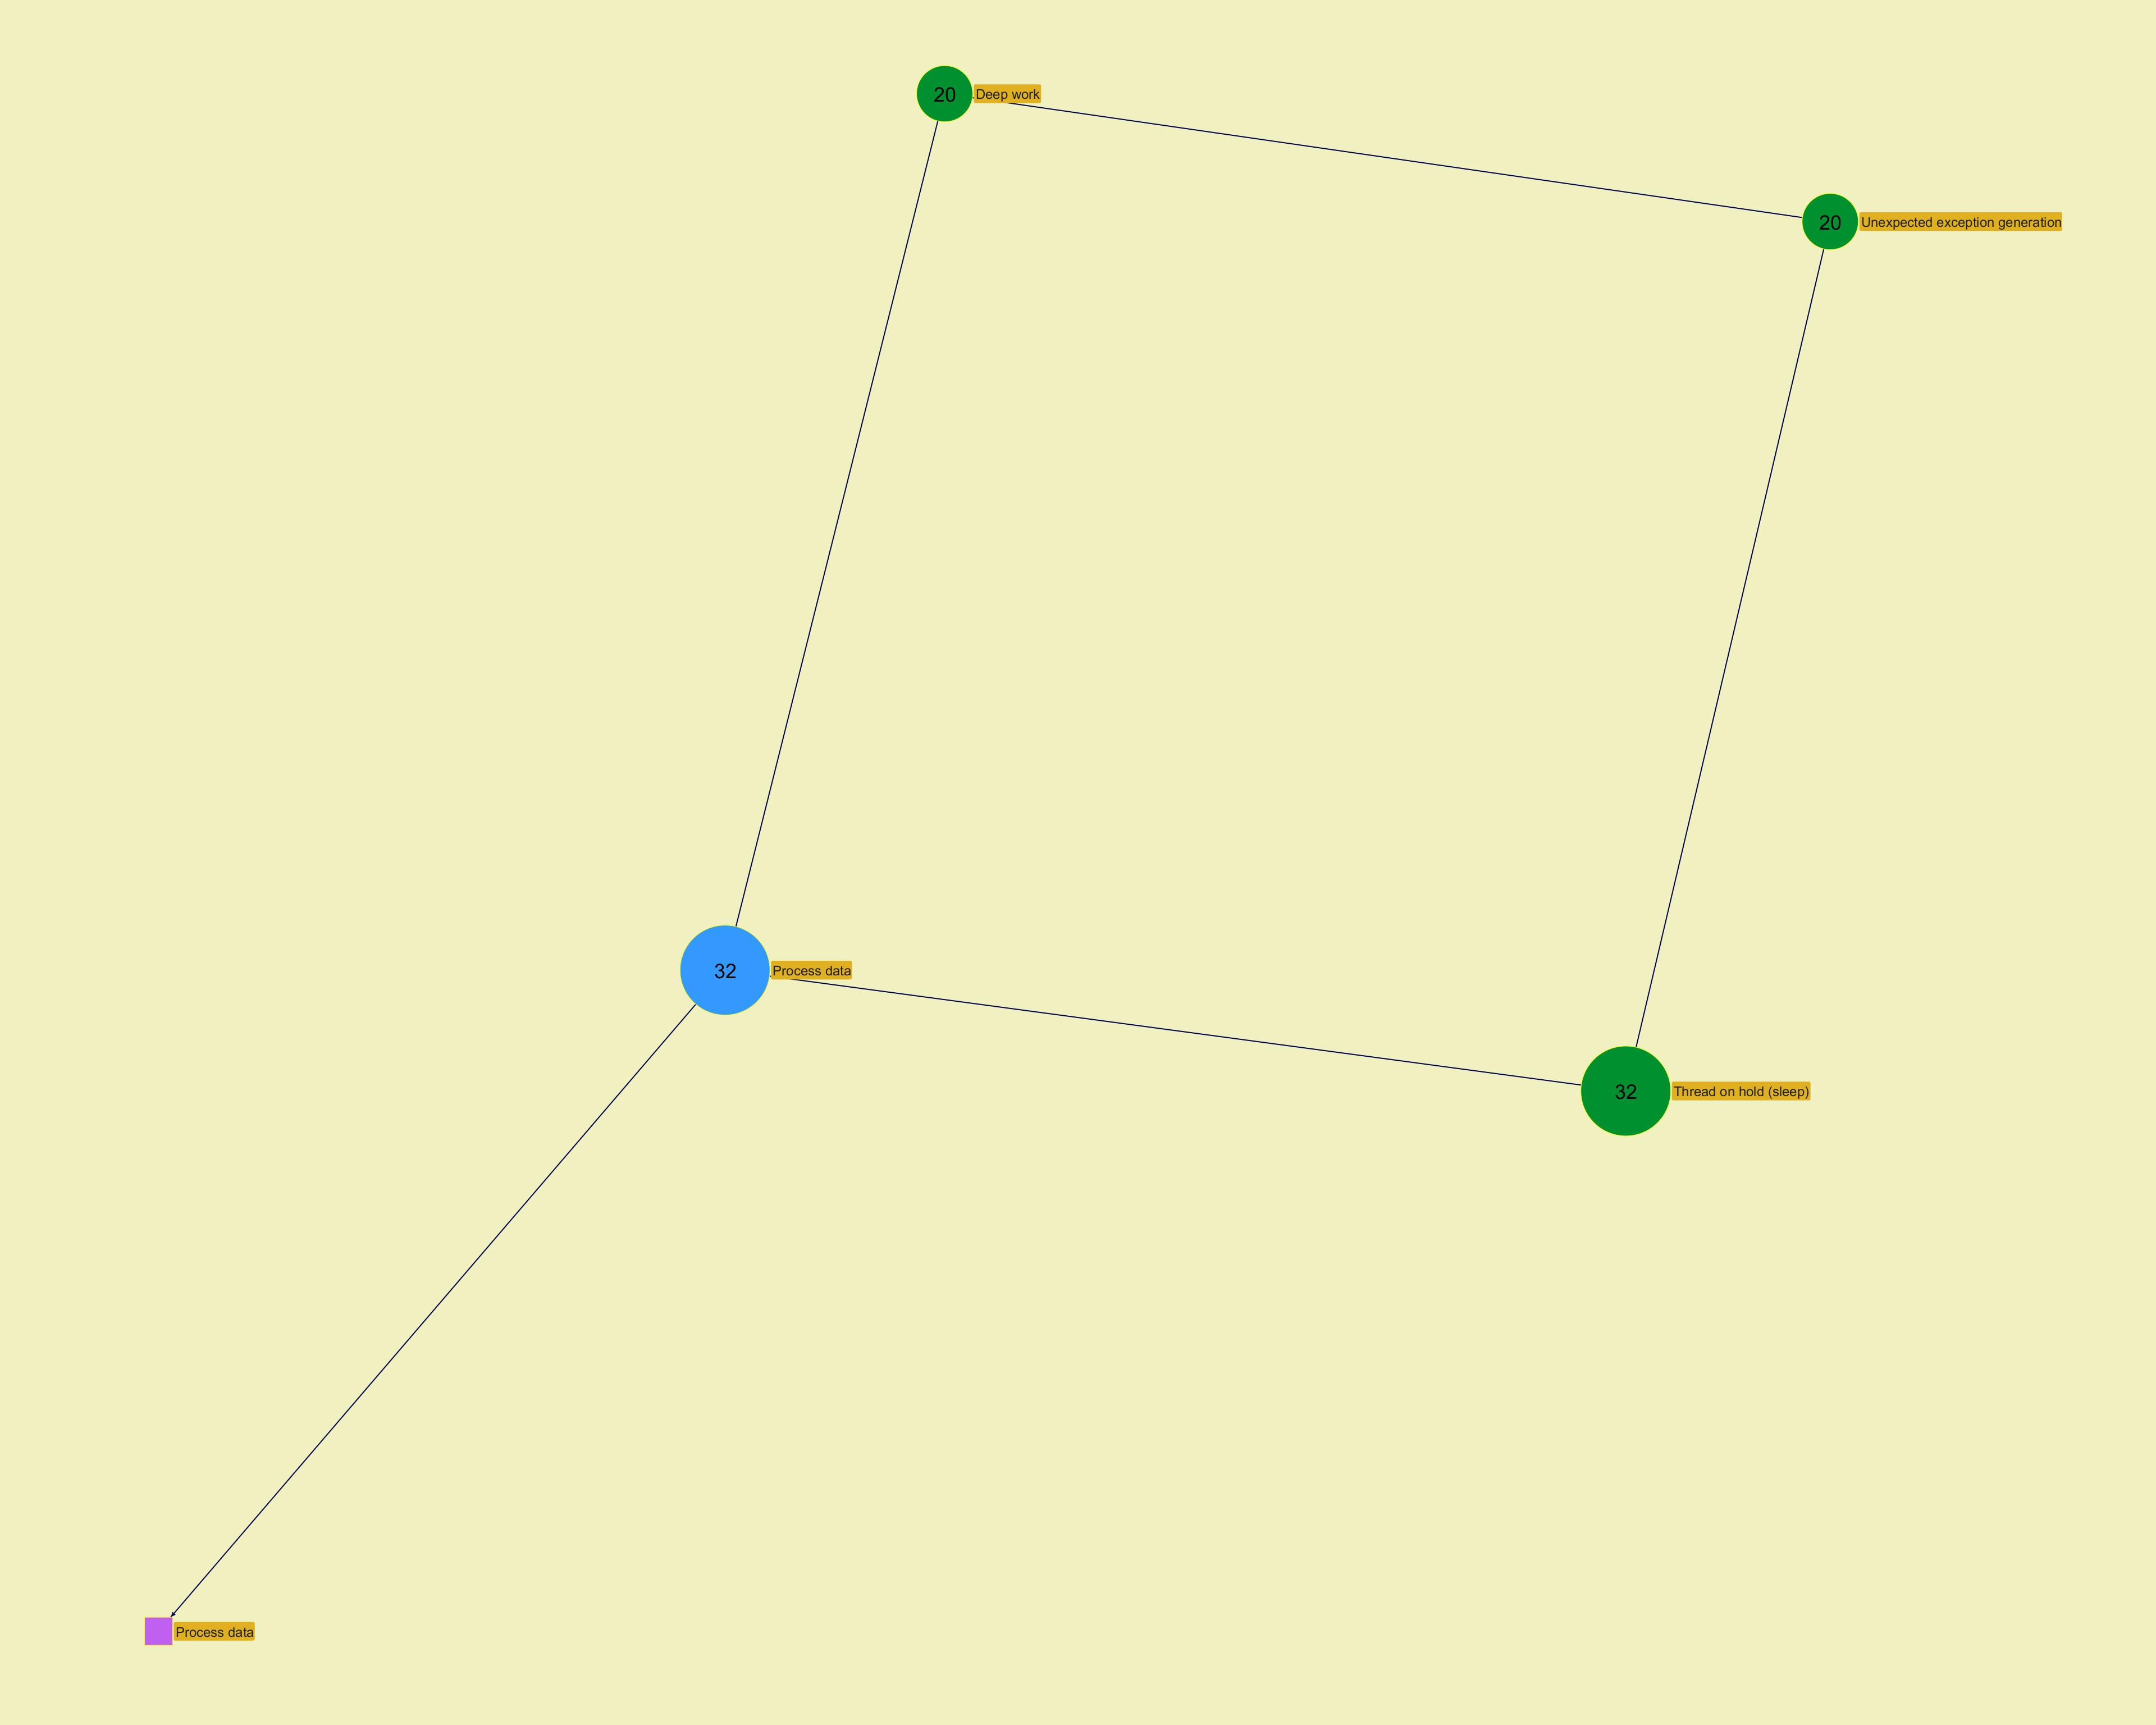 20 Deep work
20 Unexpected exception generation
32 Process data
32 Thread on hold (sleep)
Process data